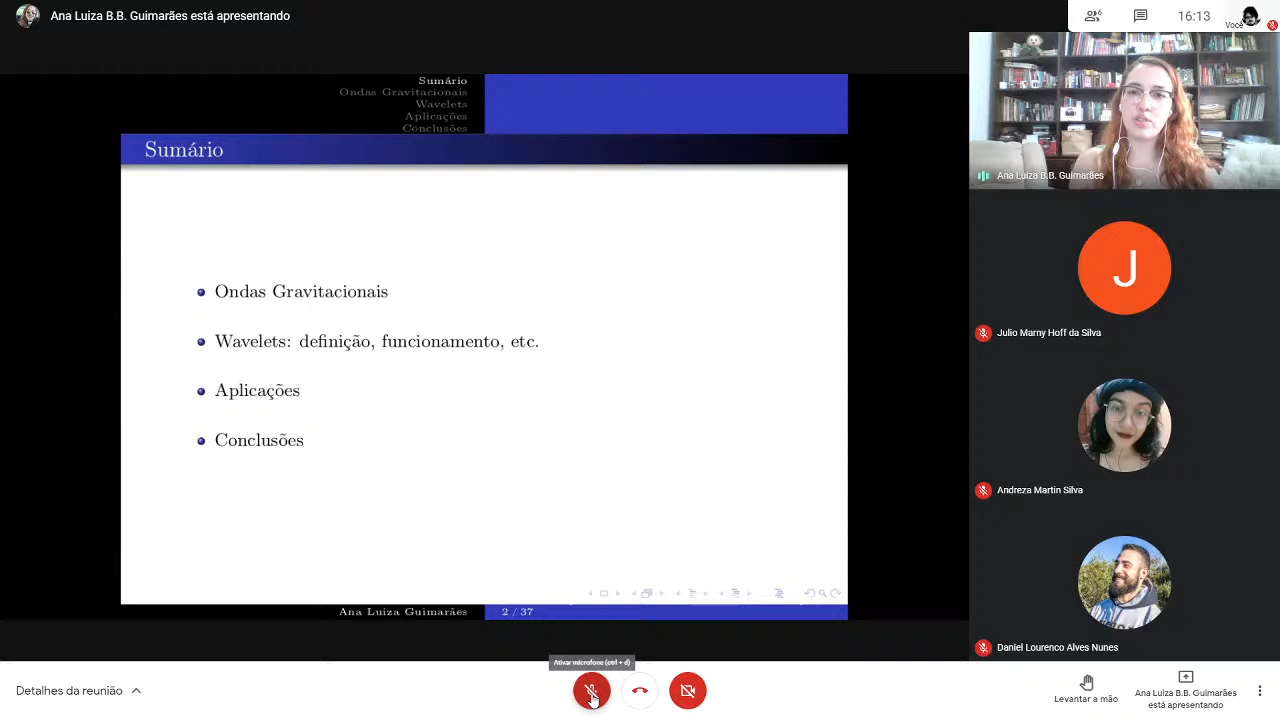 Ana Luiza B.B. Guimarães está apresentando
6
16:13
Você
Sumário
Ondas Gravitacionais
Wavelets
Aplicações
Conclusões
Sumário
Ondas Gravitacionais
Wavelets: definição, funcionamento, etc.
Aplicações
Conclusões
Ana Luiza Guimarães
2 / 37
Ana Luiza B.B. Guimarães
J
Julio Marny Hoff da Silva
Andreza Martin Silva
Daniel Lourenco Alves Nunes
Ativar microfone (ctrl + d)
Detalhes da reunião
Levantar a mão
Ana Luiza B.B. Guimarães
está apresentando